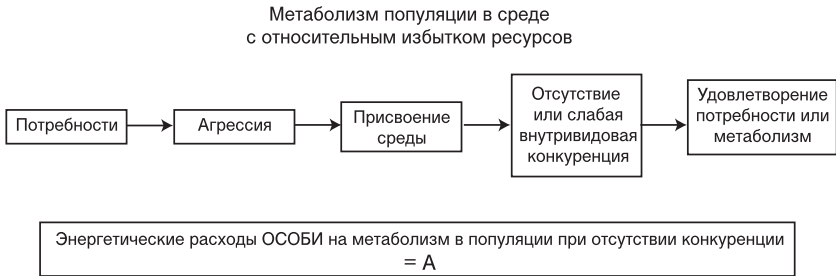 Метаболизм популяции в среде
с относительным избытком ресурсов
Потребности
Агрессия
Присвоение
среды
Отсутствие
или слабая
внутривидовая
конкуренция
Удовлетворение
потребности или
метаболизм
Энергетические расходы ОСОБИ на метаболизм в популяции при отсутствии конкуренции
= А